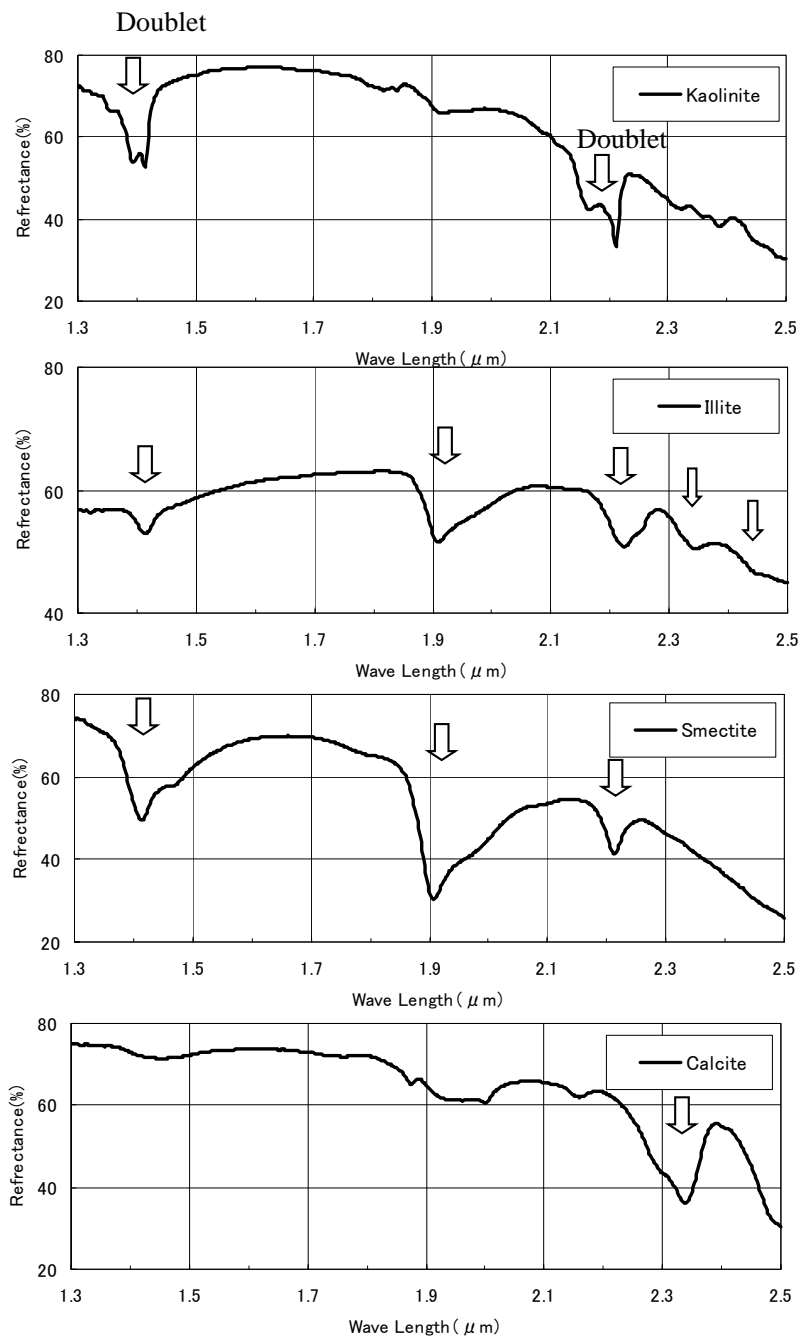 Doublet
80
60
40
20
Refrectance(%)
Kaolinite
Doublet
1.3 1.5 1.7 1.9 2.1 2.3 2.5
Wave Length( μ m)
80
60
40
Refrectance(%)
Illite
1.3 1.5 1.7 1.9 2.1 2.3 2.5
Wave Length( μ m)
80
60
40
20
Refrectance(%)
Smectite
1.3 1.5 1.7 1.9 2.1 2.3 2.5
Wave Length( μ m)
80
60
40
20
Refrectance(%)
Calcite
1.3 1.5 1.7 1.9 2.1 2.3 2.5
Wave Length( μ m)